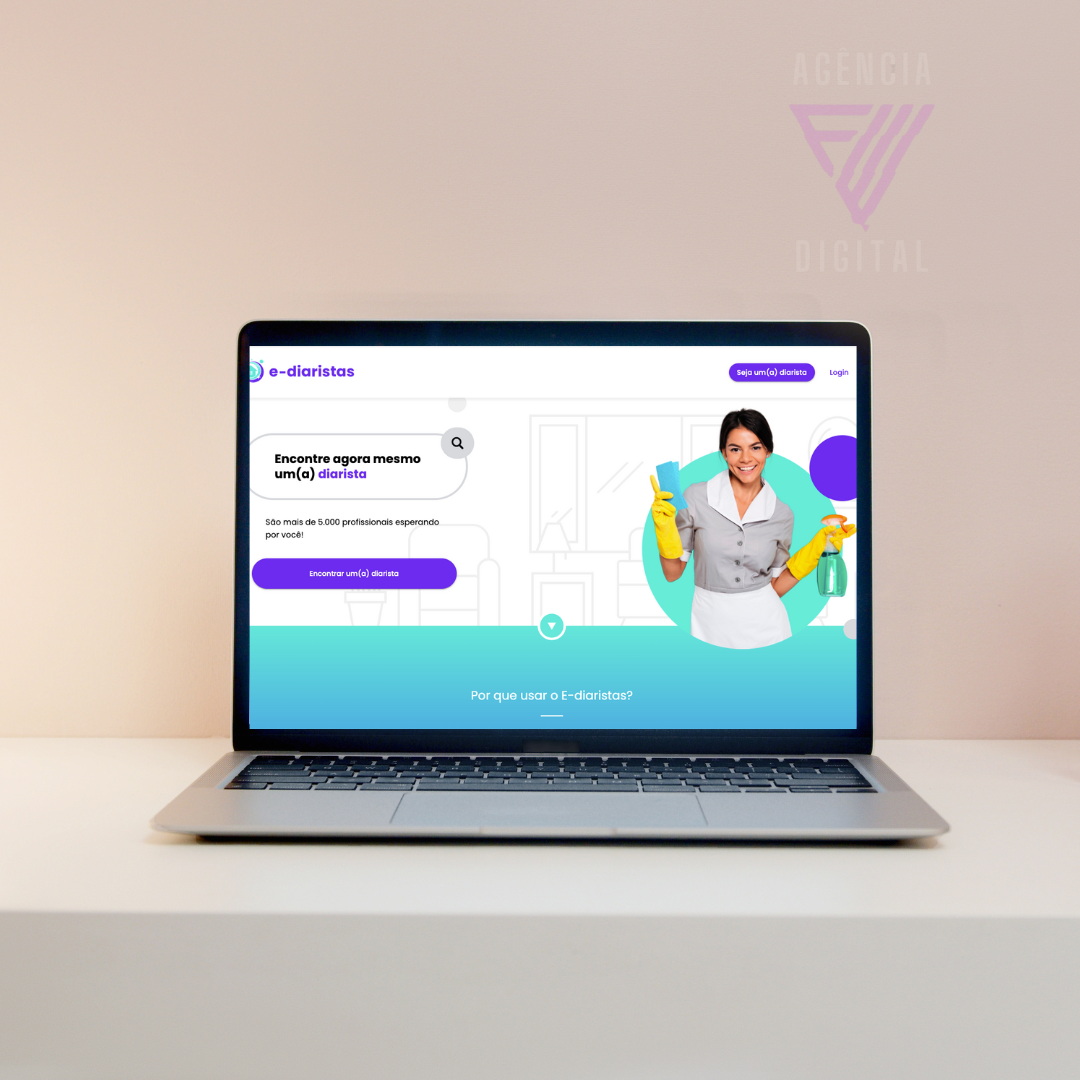 AGENCIA
FW
DIGITAL
e-diaristas
Seja um(a) diarista
Login
Encontre agora mesmo
um(a) diarista
São mais de 5.000 profissionais esperando
por você!
Encontrar um(a) diarista
Por que usar o E-diaristas?